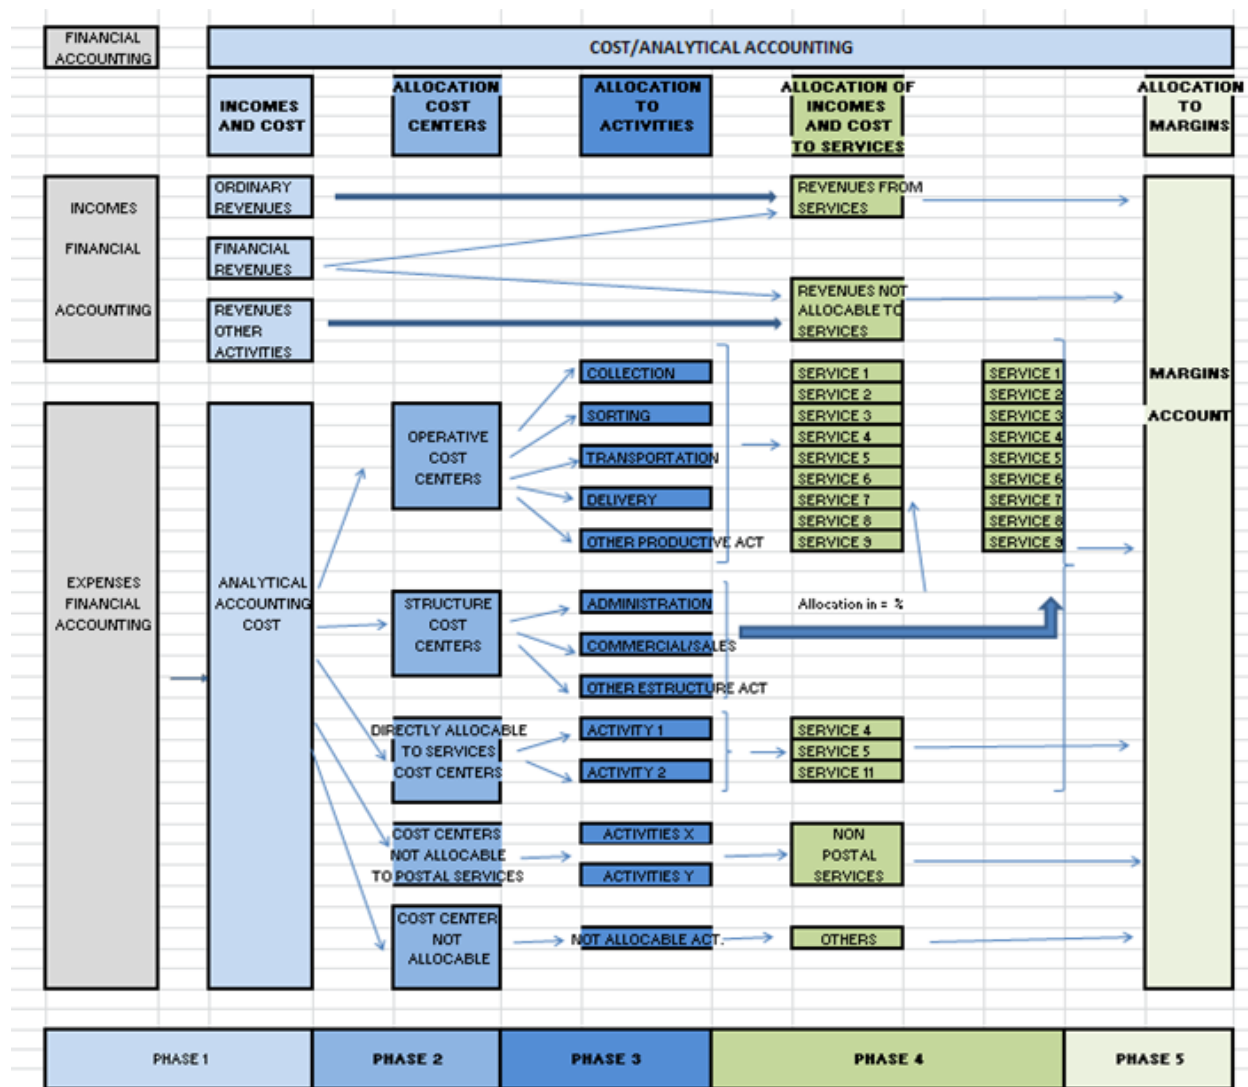 FINANCIAL
ACCOUNTING
COST/ANALYTICAL ACCOUNTING
INCOMES
AND COST
ALLOCATION
COST
CENTERS
ALLOCATION
TO
ACTIVITIES
ALLOCATION OF
INCOMES
AND COST
TO SERVICES
ALLOCATION
TO
MARGINS
INCOMES
FINANCIAL
ACCOUNTING
ORDINARY
REVENUES
FINANCIAL
REVENUES
REVENUES
OTHER
ACTIVITIES
REVENUES FROM
SERVICES
REVENUES NOT
ALLOCABLE TO
SERVICES
MARGINS
ACCOUNT
EXPENSES
FINANCIAL
ACCOUNTING
ANALYTICAL
ACCOUNTING
COST
OPERATIVE
COST
CENTERS
COLLECTION
SORTING
TRANSPORTATION
DELIVERY
OTHER PRODUCTIVE ACT
SERVICE 1
SERVICE 2
SERVICE 3
SERVICE 4
SERVICE 5
SERVICE 6
SERVICE 7
SERVICE 8
SERVICE 9
SERVICE 1
SERVICE 2
SERVICE 3
SERVICE 4
SERVICE 5
SERVICE 6
SERVICE 7
SERVICE 8
SERVICE 9
STRUCTURE
COST
CENTERS
ADMINISTRATION
COMMERCIAL/SALES
OTHER ESTRUCTURE ACT
Allocation in = %
DIRECTLY ALLOCABLE
TO SERVICES
COST CENTERS
ACTIVITY 1
ACTIVITY 2
SERVICE 4
SERVICE 5
SERVICE 11
COST CENTERS
NOT ALLOCABLE
TO POSTAL SERVICES
ACTIVITIES X
ACTIVITIES Y
NON
POSTAL
SERVICES
COST CENTER
NOT
ALLOCABLE
NOT ALLOCABLE ACT.
OTHERS
PHASE 1
PHASE 2
PHASE 3
PHASE 4
PHASE 5